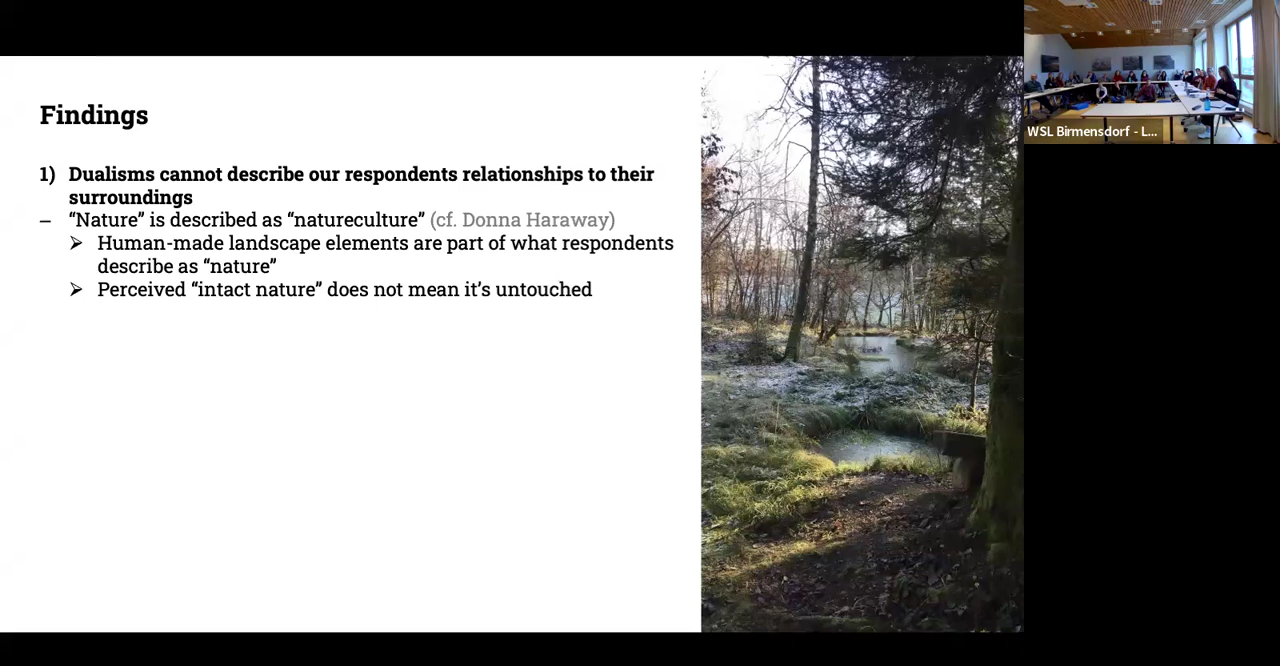 Findings
1) Dualisms cannot describe our respondents relationships to their
surroundings
– “Nature” is described as “natureculture” (cf. Donna Haraway)
➢ Human-made landscape elements are part of what respondents
describe as “nature”
➢ Perceived “intact nature” does not mean it’s untouched
WSL Birmensdorf - L...